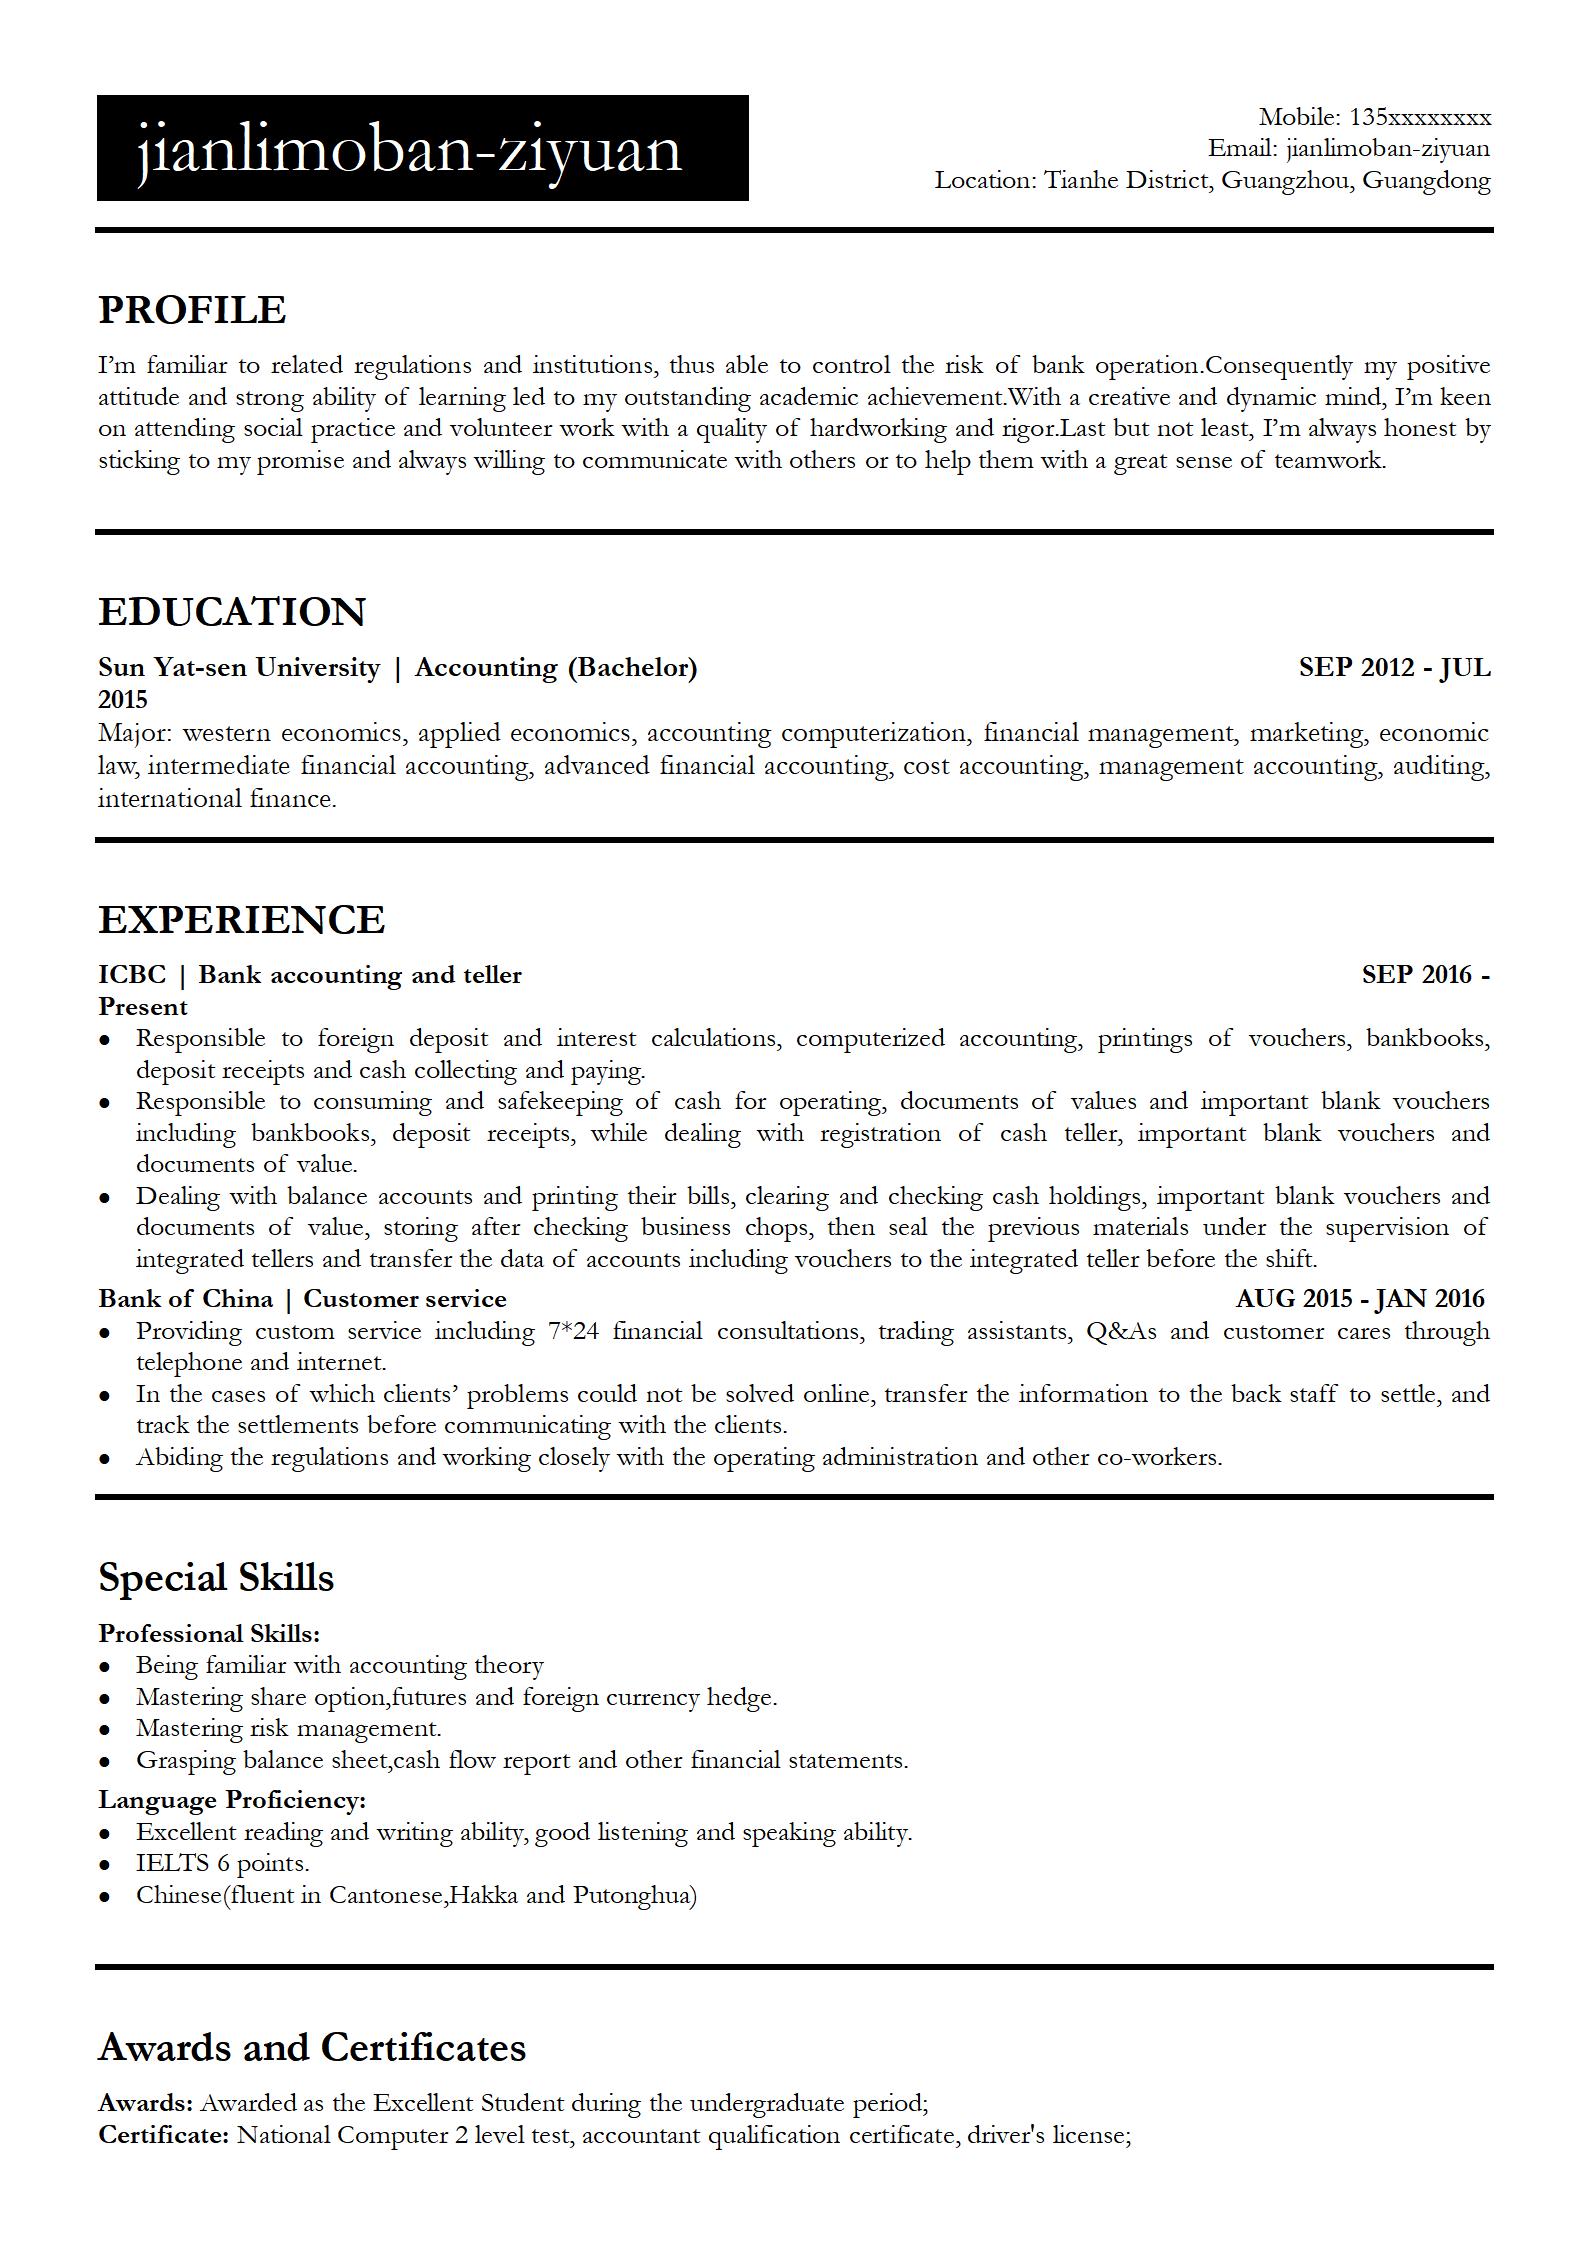 jianlimoban-ziyuan
Mobile: 135xxxxxxxx
Email: jianlimoban-ziyuan
Location: Tianhe District, Guangzhou, Guangdong
PROFILE
I’m familiar to related regulations and institutions, thus able to control the risk of bank operation.Consequently my positive
attitude and strong ability of learning led to my outstanding academic achievement.With a creative and dynamic mind, I’m keen
on attending social practice and volunteer work with a quality of hardworking and rigor.Last but not least, I’m always honest by
sticking to my promise and always willing to communicate with others or to help them with a great sense of teamwork.
EDUCATION
Sun Yat-sen University | Accounting (Bachelor) SEP 2012 - JUL
2015
Major: western economics, applied economics, accounting computerization, financial management, marketing, economic
law, intermediate financial accounting, advanced financial accounting, cost accounting, management accounting, auditing,
international finance.
EXPERIENCE
ICBC | Bank accounting and teller SEP 2016 -
Present
● Responsible to foreign deposit and interest calculations, computerized accounting, printings of vouchers, bankbooks,
deposit receipts and cash collecting and paying.
● Responsible to consuming and safekeeping of cash for operating, documents of values and important blank vouchers
including bankbooks, deposit receipts, while dealing with registration of cash teller, important blank vouchers and
documents of value.
● Dealing with balance accounts and printing their bills, clearing and checking cash holdings, important blank vouchers and
documents of value, storing after checking business chops, then seal the previous materials under the supervision of
integrated tellers and transfer the data of accounts including vouchers to the integrated teller before the shift.
Bank of China | Customer service AUG 2015 - JAN 2016
● Providing custom service including 7*24 financial consultations, trading assistants, Q&As and customer cares through
telephone and internet.
● In the cases of which clients’ problems could not be solved online, transfer the information to the back staff to settle, and
track the settlements before communicating with the clients.
● Abiding the regulations and working closely with the operating administration and other co-workers.
Special Skills
Professional Skills:
● Being familiar with accounting theory
● Mastering share option,futures and foreign currency hedge.
● Mastering risk management.
● Grasping balance sheet,cash flow report and other financial statements.
Language Proficiency:
● Excellent reading and writing ability, good listening and speaking ability.
● IELTS 6 points.
● Chinese(fluent in Cantonese,Hakka and Putonghua)
Awards and Certificates
Awards: Awarded as the Excellent Student during the undergraduate period;
Certificate: National Computer 2 level test, accountant qualification certificate, driver's license;